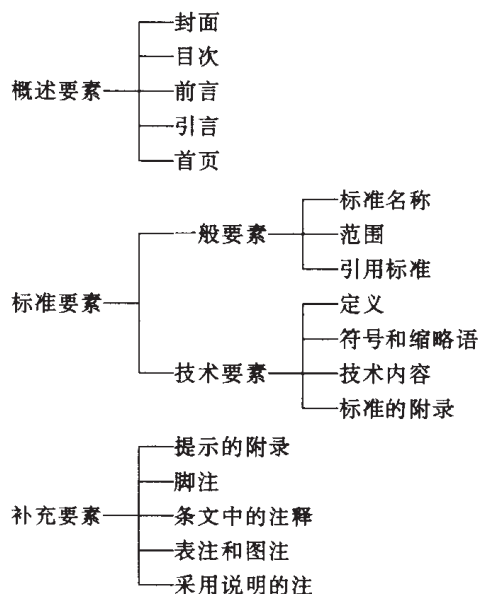 封面
目次
概述要素
前言
引言
首页
标准名称
一般要素
范围
引用标准
标准要素
定义
符号和缩略语
技术要素
技术内容
标准的附录
提示的附录
脚注
补充要素
条文中的注释
表注和图注
采用说明的注